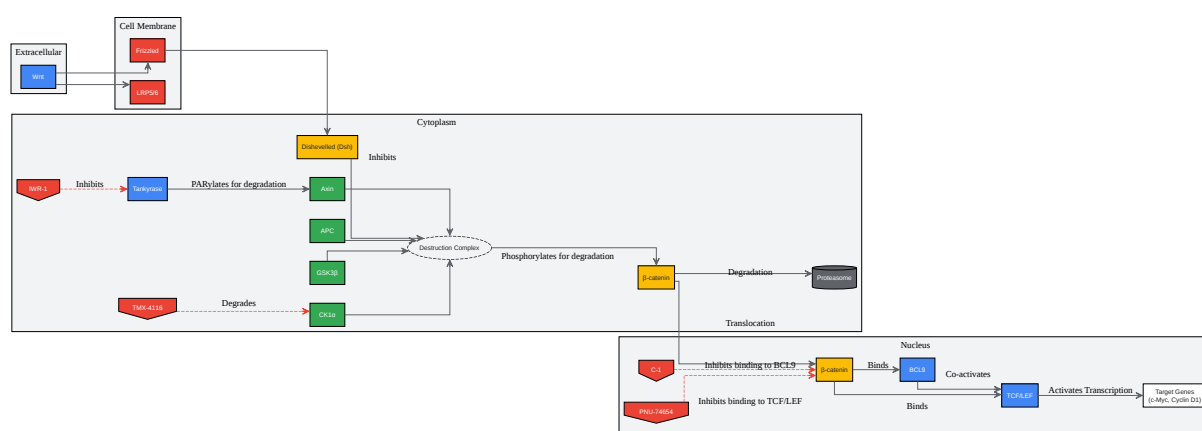 Cell Membrane
Extracellular
Frizzled
Wnt
LRP5/6
Cytoplasm
Dishevelled (Dsh)
Inhibits
IWR-1
Inhibits
Tankyrase
PARylates for degradation
Axin
APC
Destruction Complex
Phosphorylates for degradation
GSK3β
β-catenin
Degradation
Proteasome
TMX-4116
Degrades
CK1α
Translocation
Nucleus
C-1
Inhibits binding to BCL9
β-catenin
Binds
BCL9
Co-activates
PNU-74654
Inhibits binding to TCF/LEF
Binds
TCF/LEF
Activates Transcription
Target Genes
(c-Myc, Cyclin D1)